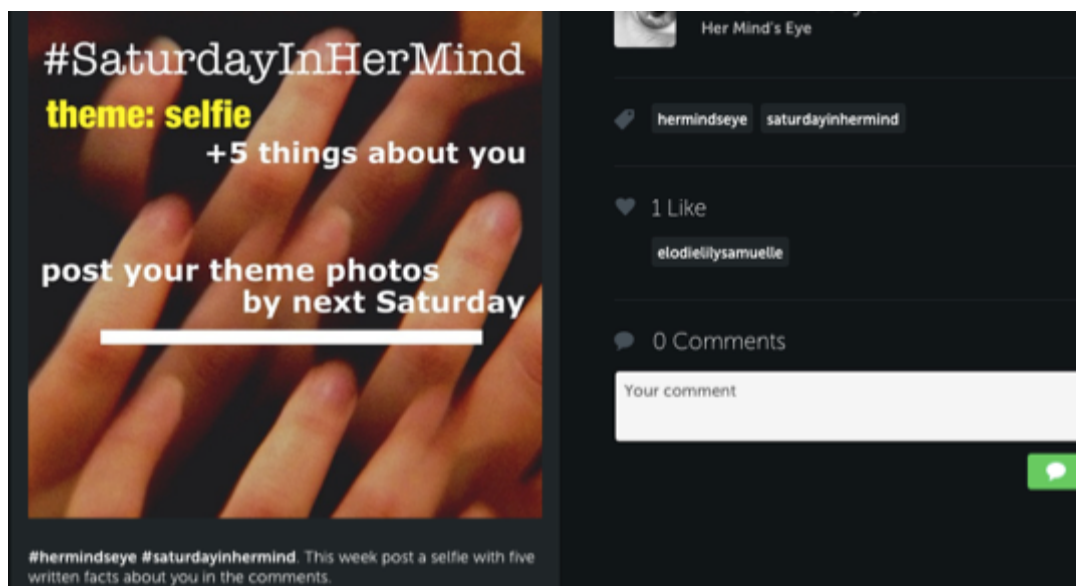 #SaturdayInHerMind
theme: selfie
+5 things about you
post your theme photos
by next Saturday
#hermindseye #saturdayinhermind. This week post a selfie with five
written facts about you in the comments.
Her Mind's Eye
hermindseye saturdayinhermind
1 Like
elodielilysamuelle
0 Comments
Your comment